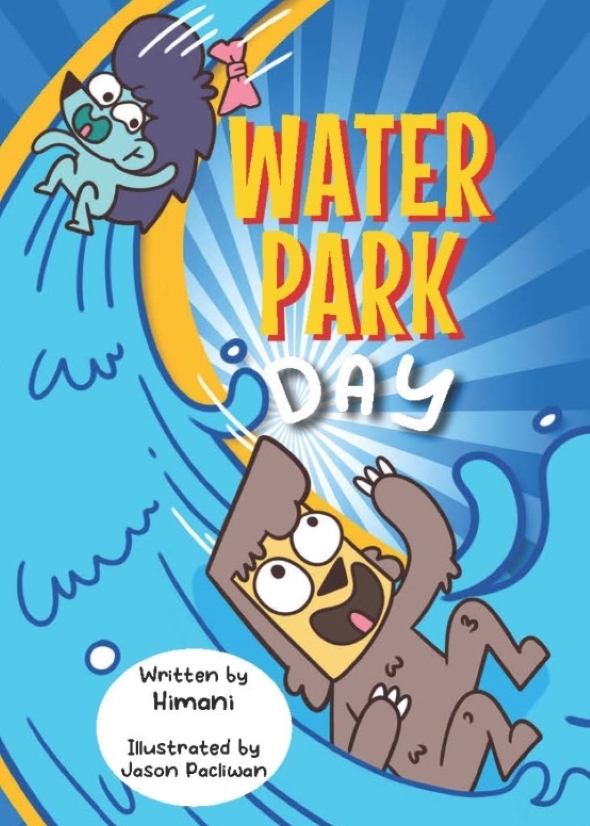 WATER
PARK
DAY
Written by
Himani
Illustrated by
Jason Pacliwan